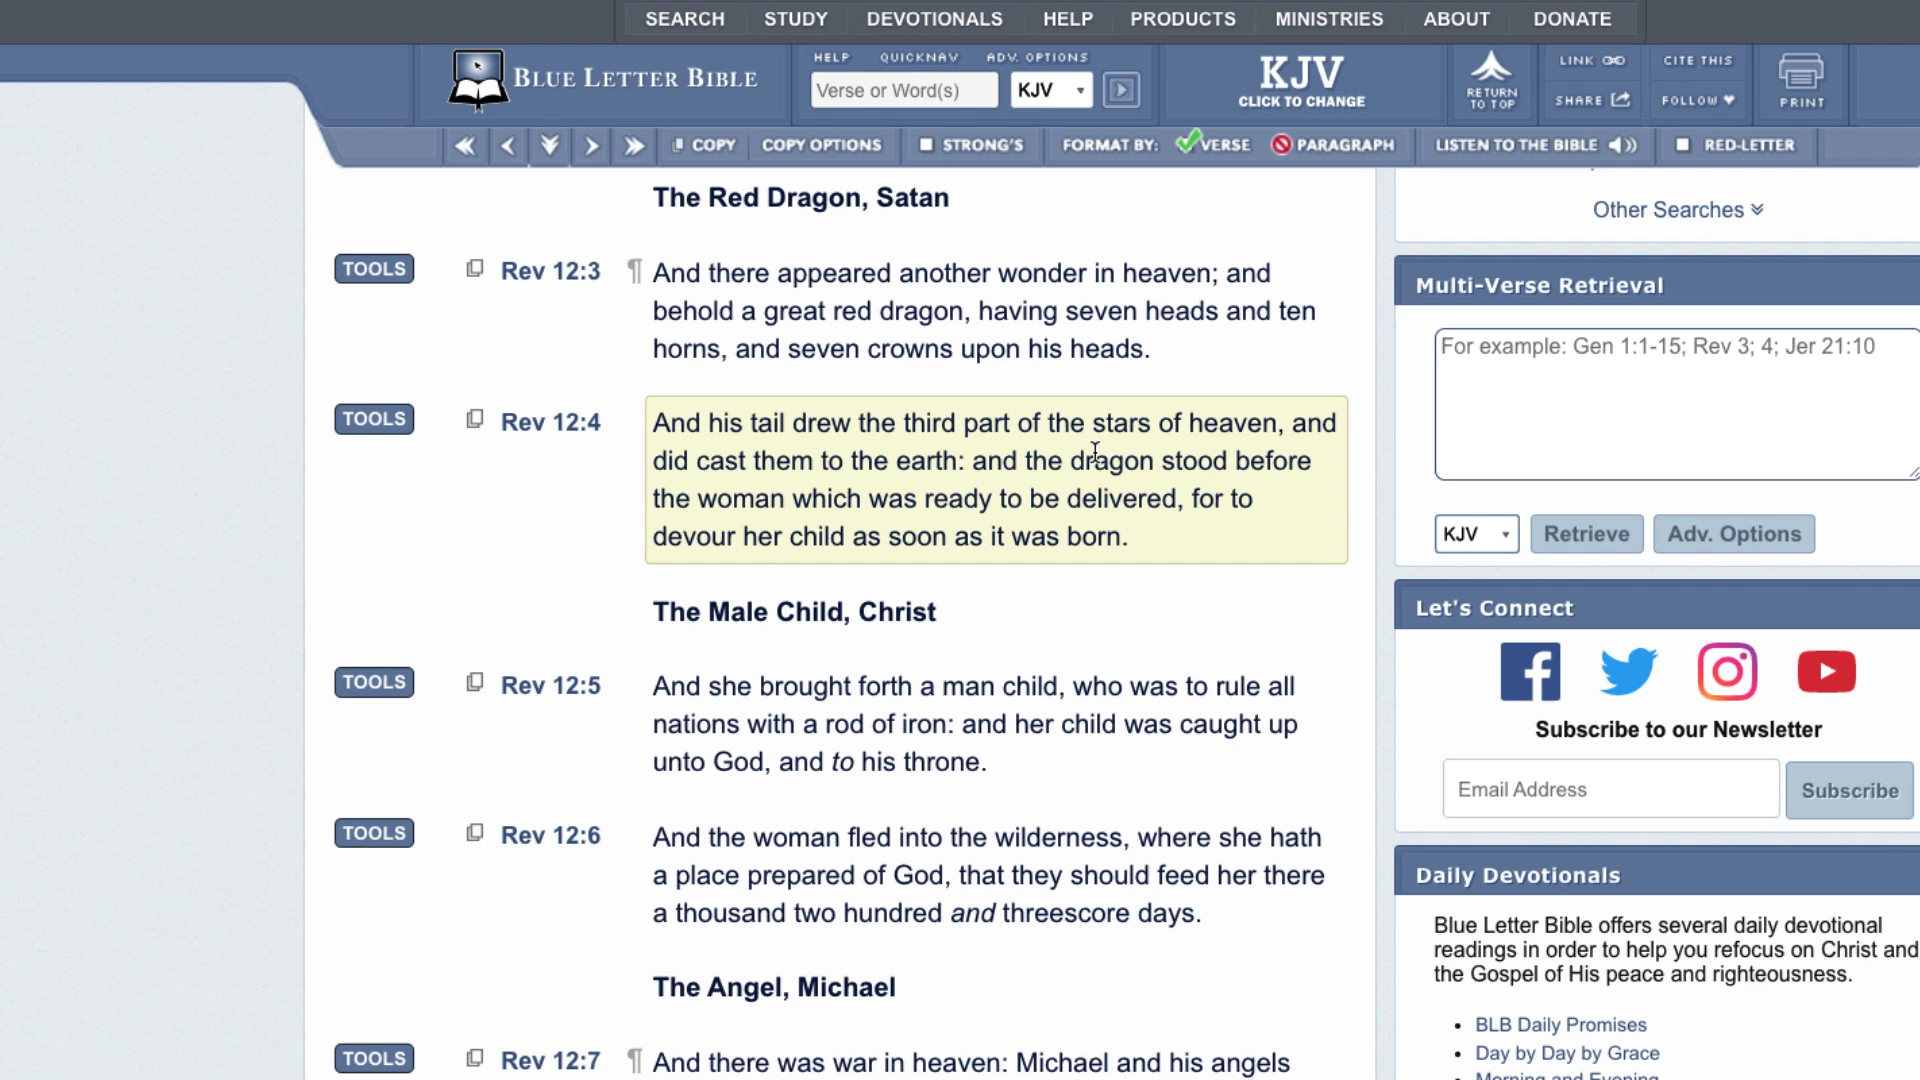 SEARCH STUDY DEVOTIONALS HELP PRODUCTS MINISTRIES ABOUT DONATE
BLUE LETTER BIBLE
HELP QUICKNAV ADV. OPTIONS
Verse or Word(s) KJV
KJV
CLICK TO CHANGE
RETURN
TO TOP
LINK
SHARE
CITE THIS
FOLLOW
PRINT
COPY COPY OPTIONS STRONG'S FORMAT BY: VERSE PARAGRAPH LISTEN TO THE BIBLE RED-LETTER
The Red Dragon, Satan
TOOLS Rev 12:3 ¶ And there appeared another wonder in heaven; and
behold a great red dragon, having seven heads and ten
horns, and seven crowns upon his heads.
TOOLS Rev 12:4 And his tail drew the third part of the stars of heaven, and
did cast them to the earth: and the dragon stood before
the woman which was ready to be delivered, for to
devour her child as soon as it was born.
The Male Child, Christ
TOOLS Rev 12:5 And she brought forth a man child, who was to rule all
nations with a rod of iron: and her child was caught up
unto God, and to his throne.
TOOLS Rev 12:6 And the woman fled into the wilderness, where she hath
a place prepared of God, that they should feed her there
a thousand two hundred and threescore days.
The Angel, Michael
TOOLS Rev 12:7 ¶ And there was war in heaven: Michael and his angels
Other Searches
Multi-Verse Retrieval
For example: Gen 1:1-15; Rev 3; 4; Jer 21:10
KJV Retrieve Adv. Options
Let's Connect
Subscribe to our Newsletter
Email Address Subscribe
Daily Devotionals
Blue Letter Bible offers several daily devotional
readings in order to help you refocus on Christ and
the Gospel of His peace and righteousness.
• BLB Daily Promises
• Day by Day by Grace
• Morning and Evening